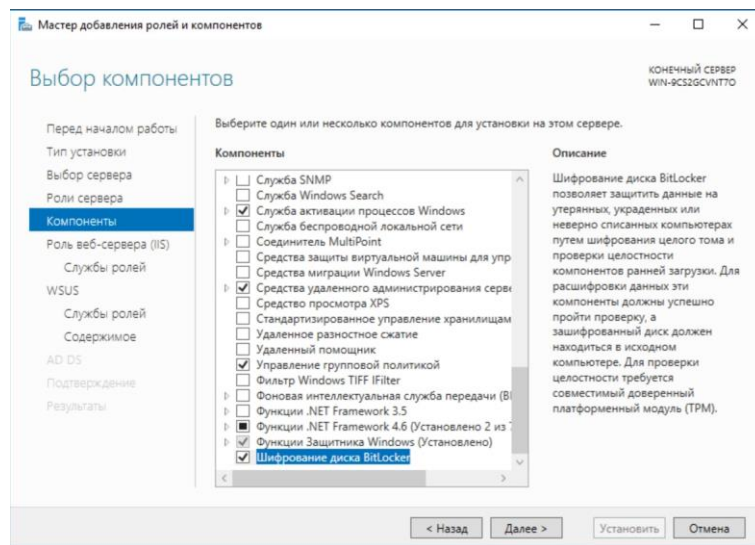 Мастер добавления ролей и компонентов
Выбор компонентов
КОНЕЧНЫЙ СЕРВЕР
WIN-9CS2GCVNT7O
Перед началом работы
Тип установки
Выбор сервера
Роли сервера
Компоненты
Роль веб-сервера (IIS)
Службы ролей
WSUS
Службы ролей
Содержимое
AD DS
Подтверждение
Результаты
Выберите один или несколько компонентов для установки на этом сервере.
Компоненты
Служба SNMP
Служба Windows Search
Служба активации процессов Windows
Служба беспроводной локальной сети
Соединитель MultiPoint
Средства защиты виртуальной машины для упр
Средства миграции Windows Server
Средства удаленного администрирования серве
Средство просмотра XPS
Стандартизированное управление хранилищам
Удаленное разностное сжатие
Удаленный помощник
Управление групповой политикой
Фильтр Windows TIFF IFilter
Фоновая интеллектуальная служба передачи (BI
Функции .NET Framework 3.5
Функции .NET Framework 4.6 (Установлено 2 из 7
Функции Защитника Windows (Установлено)
Шифрование диска BitLocker
Описание
Шифрование диска BitLocker
позволяет защитить данные на
утерянных, украденных или
неверно списанных компьютерах
путем шифрования целого тома и
проверки целостности
компонентов ранней загрузки. Для
расшифровки данных эти
компоненты должны успешно
пройти проверку, а
зашифрованный диск должен
находиться в исходном
компьютере. Для проверки
целостности требуется
совместимый доверенный
платформенный модуль (TPM).
< Назад
Далее >
Установить
Отмена